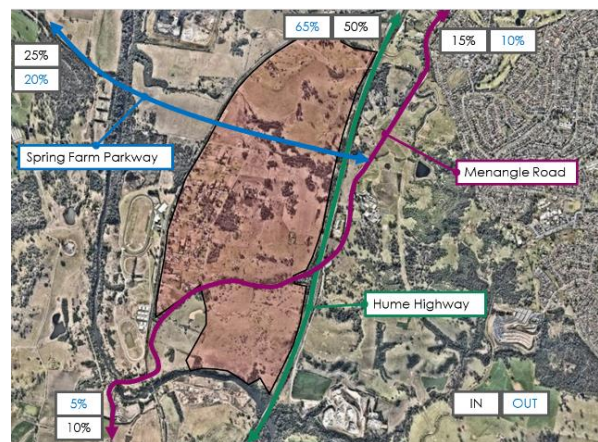 65% 50%
15% 10%
25%
20%
Spring Farm Parkway
Menangle Road
Hume Highway
5%
10%
IN OUT